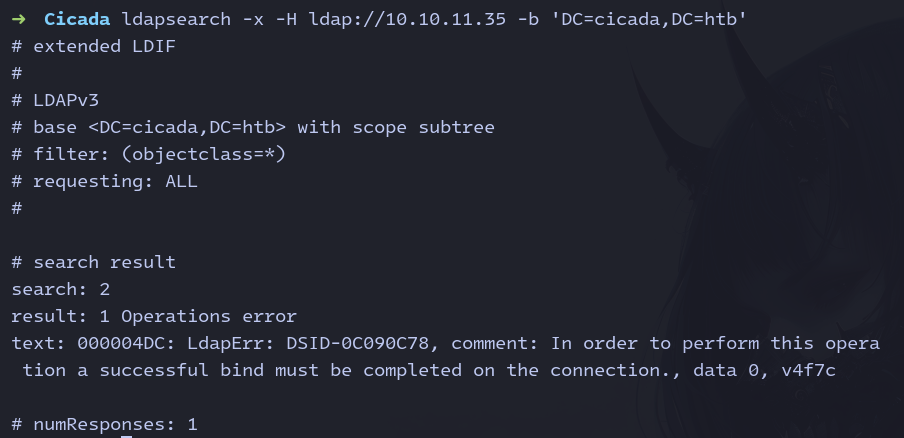 ➜ Cicada ldapsearch -x -H ldap://10.10.11.35 -b 'DC=cicada,DC=htb'
# extended LDIF
#
# LDAPv3
# base <DC=cicada,DC=htb> with scope subtree
# filter: (objectclass=*)
# requesting: ALL
#

# search result
search: 2
result: 1 Operations error
text: 000004DC: LdapErr: DSID-0C090C78, comment: In order to perform this opera
 tion a successful bind must be completed on the connection., data 0, v4f7c

# numResponses: 1